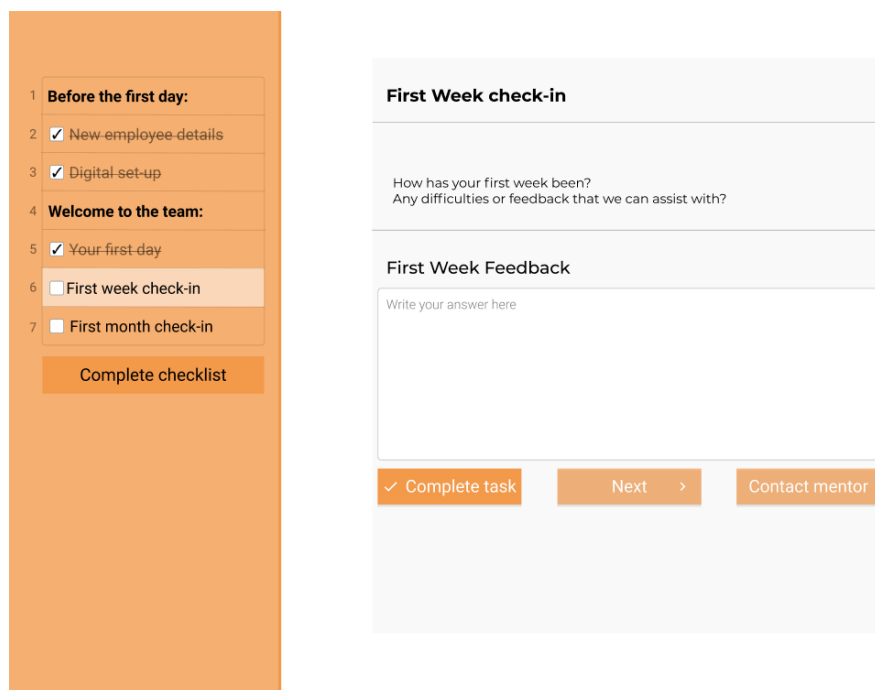 1 Before the first day:
2 New employee details
3 Digital set-up
4 Welcome to the team:
5 Your first day
6 First week check-in
7 First month check-in
Complete checklist
First Week check-in
How has your first week been?
Any difficulties or feedback that we can assist with?
First Week Feedback
Write your answer here
Complete task
Next
Contact mentor